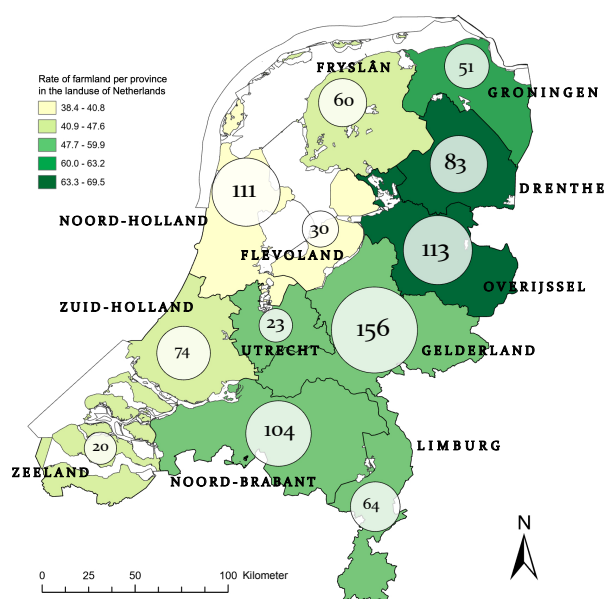 Rate of farmland per province
in the landuse of Netherlands
38.4 - 40.8
40.9 - 47.6
47.7 - 59.9
60.0 - 63.2
63.3 - 69.5
FRYSLÂN
51
GRONINGEN
60
83
DRENTHE
111
NOORD-HOLLAND
30
FLEVOLAND
113
OVERIJSSEL
ZUID-HOLLAND
23
156
74
UTRECHT
GELDERLAND
104
20
LIMBURG
ZEELAND
NOORD-BRABANT
64
N
0 25 50 100 Kilometer